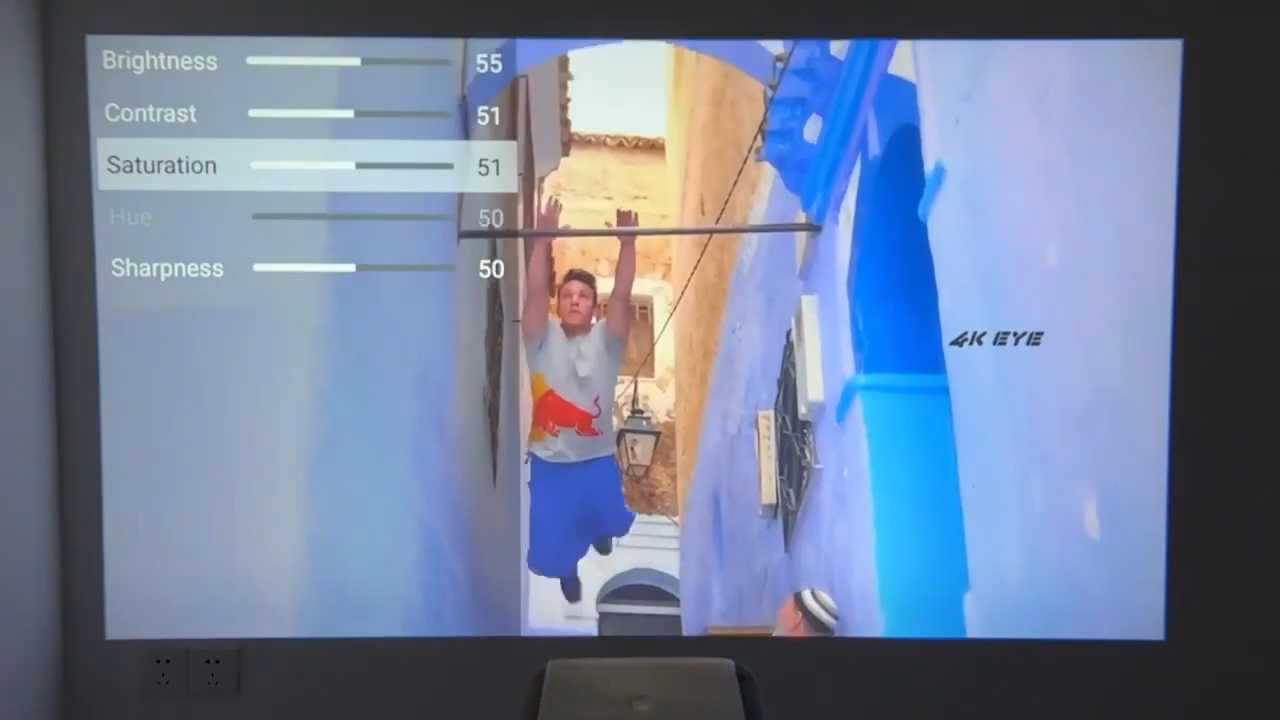 Brightness 55
Contrast 51
Saturation 51
Hue 50
Sharpness 50
4K EYE